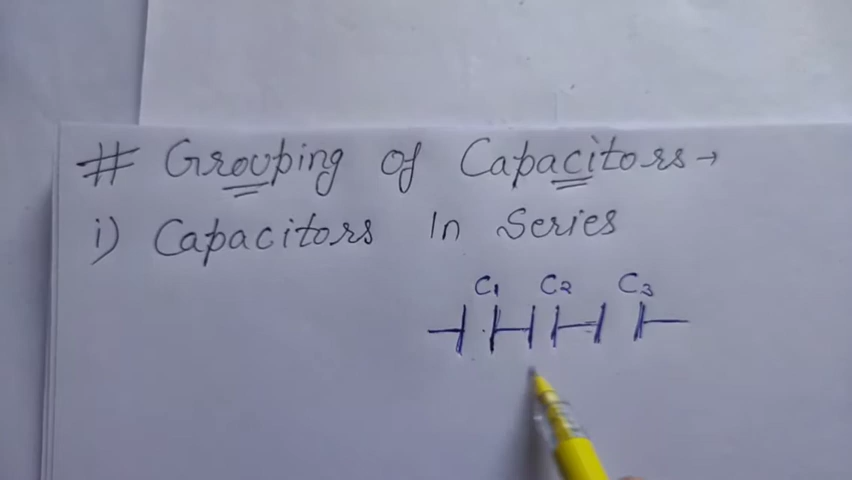 # Grouping of Capacitors →
i) Capacitors In Series
C1 C2 C3